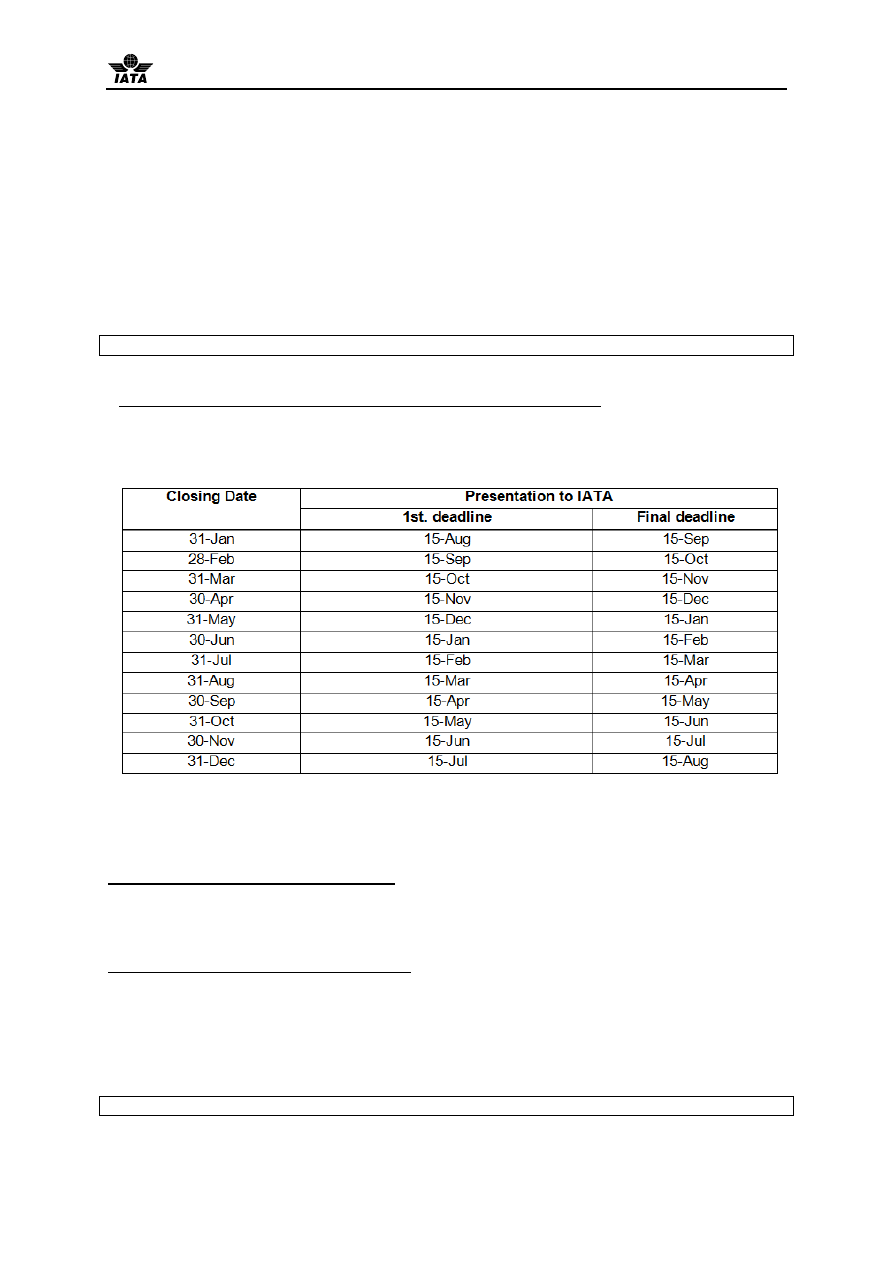 IATA
Closing Date Presentation to IATA
1st. deadline Final deadline
31-Jan 15-Aug 15-Sep
28-Feb 15-Sep 15-Oct
31-Mar 15-Oct 15-Nov
30-Apr 15-Nov 15-Dec
31-May 15-Dec 15-Jan
30-Jun 15-Jan 15-Feb
31-Jul 15-Feb 15-Mar
31-Aug 15-Mar 15-Apr
30-Sep 15-Apr 15-May
31-Oct 15-May 15-Jun
30-Nov 15-Jun 15-Jul
31-Dec 15-Jul 15-Aug